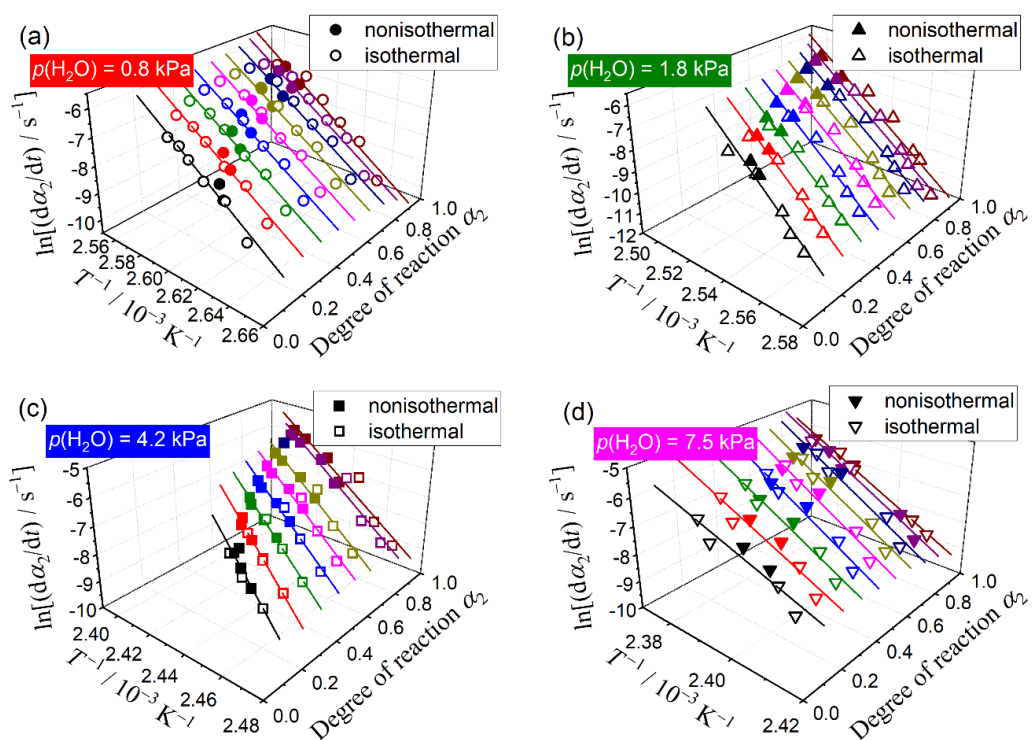 (a)
nonisothermal
isothermal
p(H₂O) = 0.8 kPa
ln[(dα₂/dt) / s⁻¹]
-6
-7
-8
-9
-10
2.56
2.58
2.60
2.62
2.64
2.66
T⁻¹ / 10⁻³ K⁻¹
0.0
0.2
0.4
0.6
0.8
1.0
Degree of reaction α₂
(b)
nonisothermal
isothermal
p(H₂O) = 1.8 kPa
ln[(dα₂/dt) / s⁻¹]
-6
-7
-8
-9
-10
-11
-12
2.50
2.52
2.54
2.56
2.58
T⁻¹ / 10⁻³ K⁻¹
0.0
0.2
0.4
0.6
0.8
1.0
Degree of reaction α₂
(c)
nonisothermal
isothermal
p(H₂O) = 4.2 kPa
ln[(dα₂/dt) / s⁻¹]
-5
-6
-7
-8
-9
-10
2.40
2.42
2.44
2.46
2.48
T⁻¹ / 10⁻³ K⁻¹
0.0
0.2
0.4
0.6
0.8
1.0
Degree of reaction α₂
(d)
nonisothermal
isothermal
p(H₂O) = 7.5 kPa
ln[(dα₂/dt) / s⁻¹]
-5
-6
-7
-8
-9
-10
2.38
2.40
2.42
T⁻¹ / 10⁻³ K⁻¹
0.0
0.2
0.4
0.6
0.8
1.0
Degree of reaction α₂